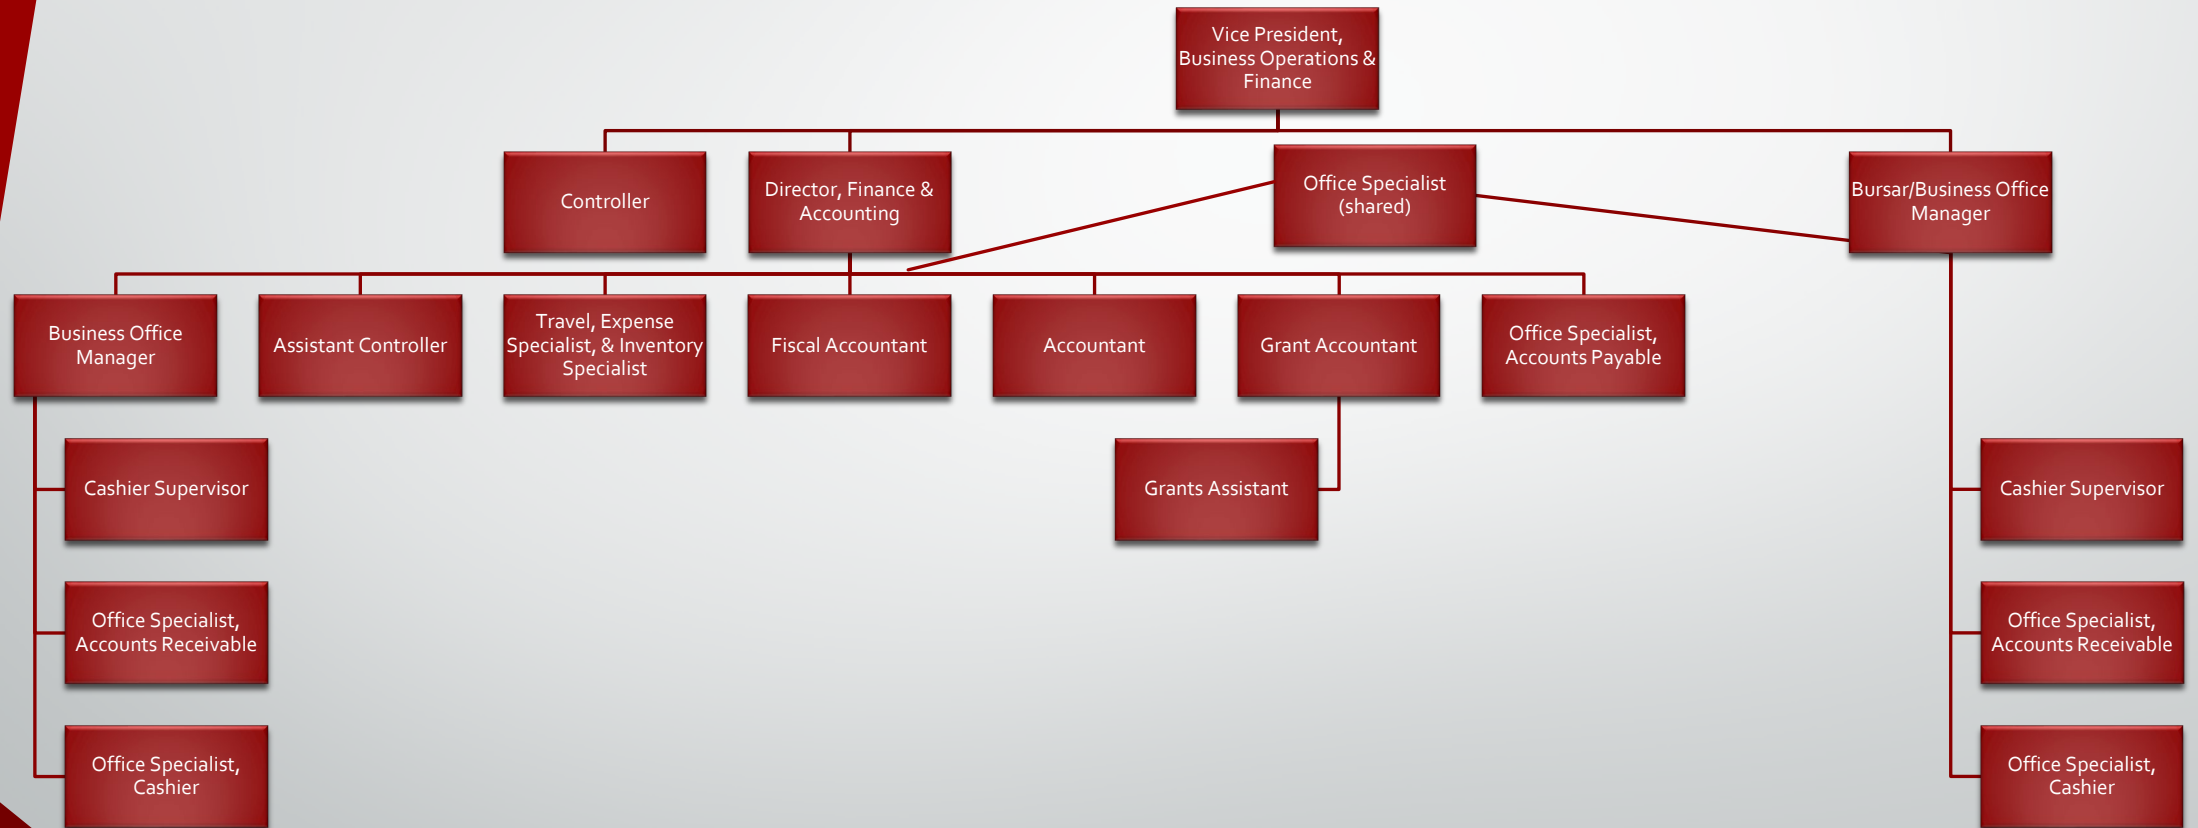 Vice President,
Business Operations &
Finance
Controller
Director, Finance &
Accounting
Office Specialist
(shared)
Bursar/Business Office
Manager
Business Office
Manager
Assistant Controller
Travel, Expense
Specialist, & Inventory
Specialist
Fiscal Accountant
Accountant
Grant Accountant
Office Specialist,
Accounts Payable
Cashier Supervisor
Grants Assistant
Cashier Supervisor
Office Specialist,
Accounts Receivable
Office Specialist,
Accounts Receivable
Office Specialist,
Cashier
Office Specialist,
Cashier